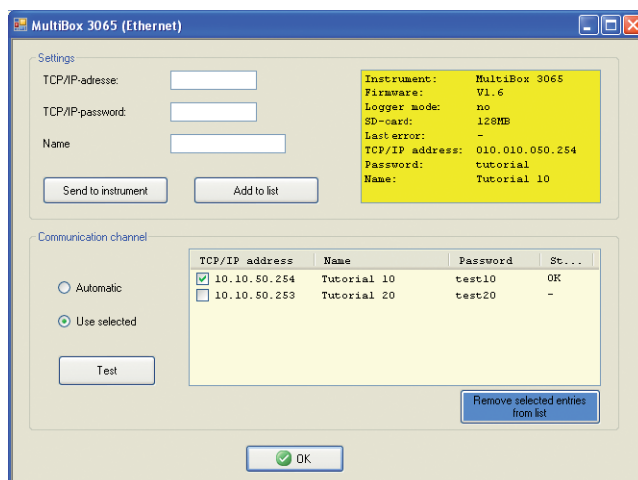 MultiBox 3065 (Ethernet)
Settings
TCP/IP-adresse:
TCP/IP-password:
Name
Send to instrument
Add to list
Instrument: MultiBox 3065
Firmware: V1.6
Logger mode: no
SD-card: 128MB
Last error: -
TCP/IP address: 010.010.050.254
Password: tutorial
Name: Tutorial 10
Communication channel
Automatic
Use selected
Test
TCP/IP address Name Password St...
10.10.50.254 Tutorial 10 test10 OK
10.10.50.253 Tutorial 20 test20 -
Remove selected entries
from list
OK